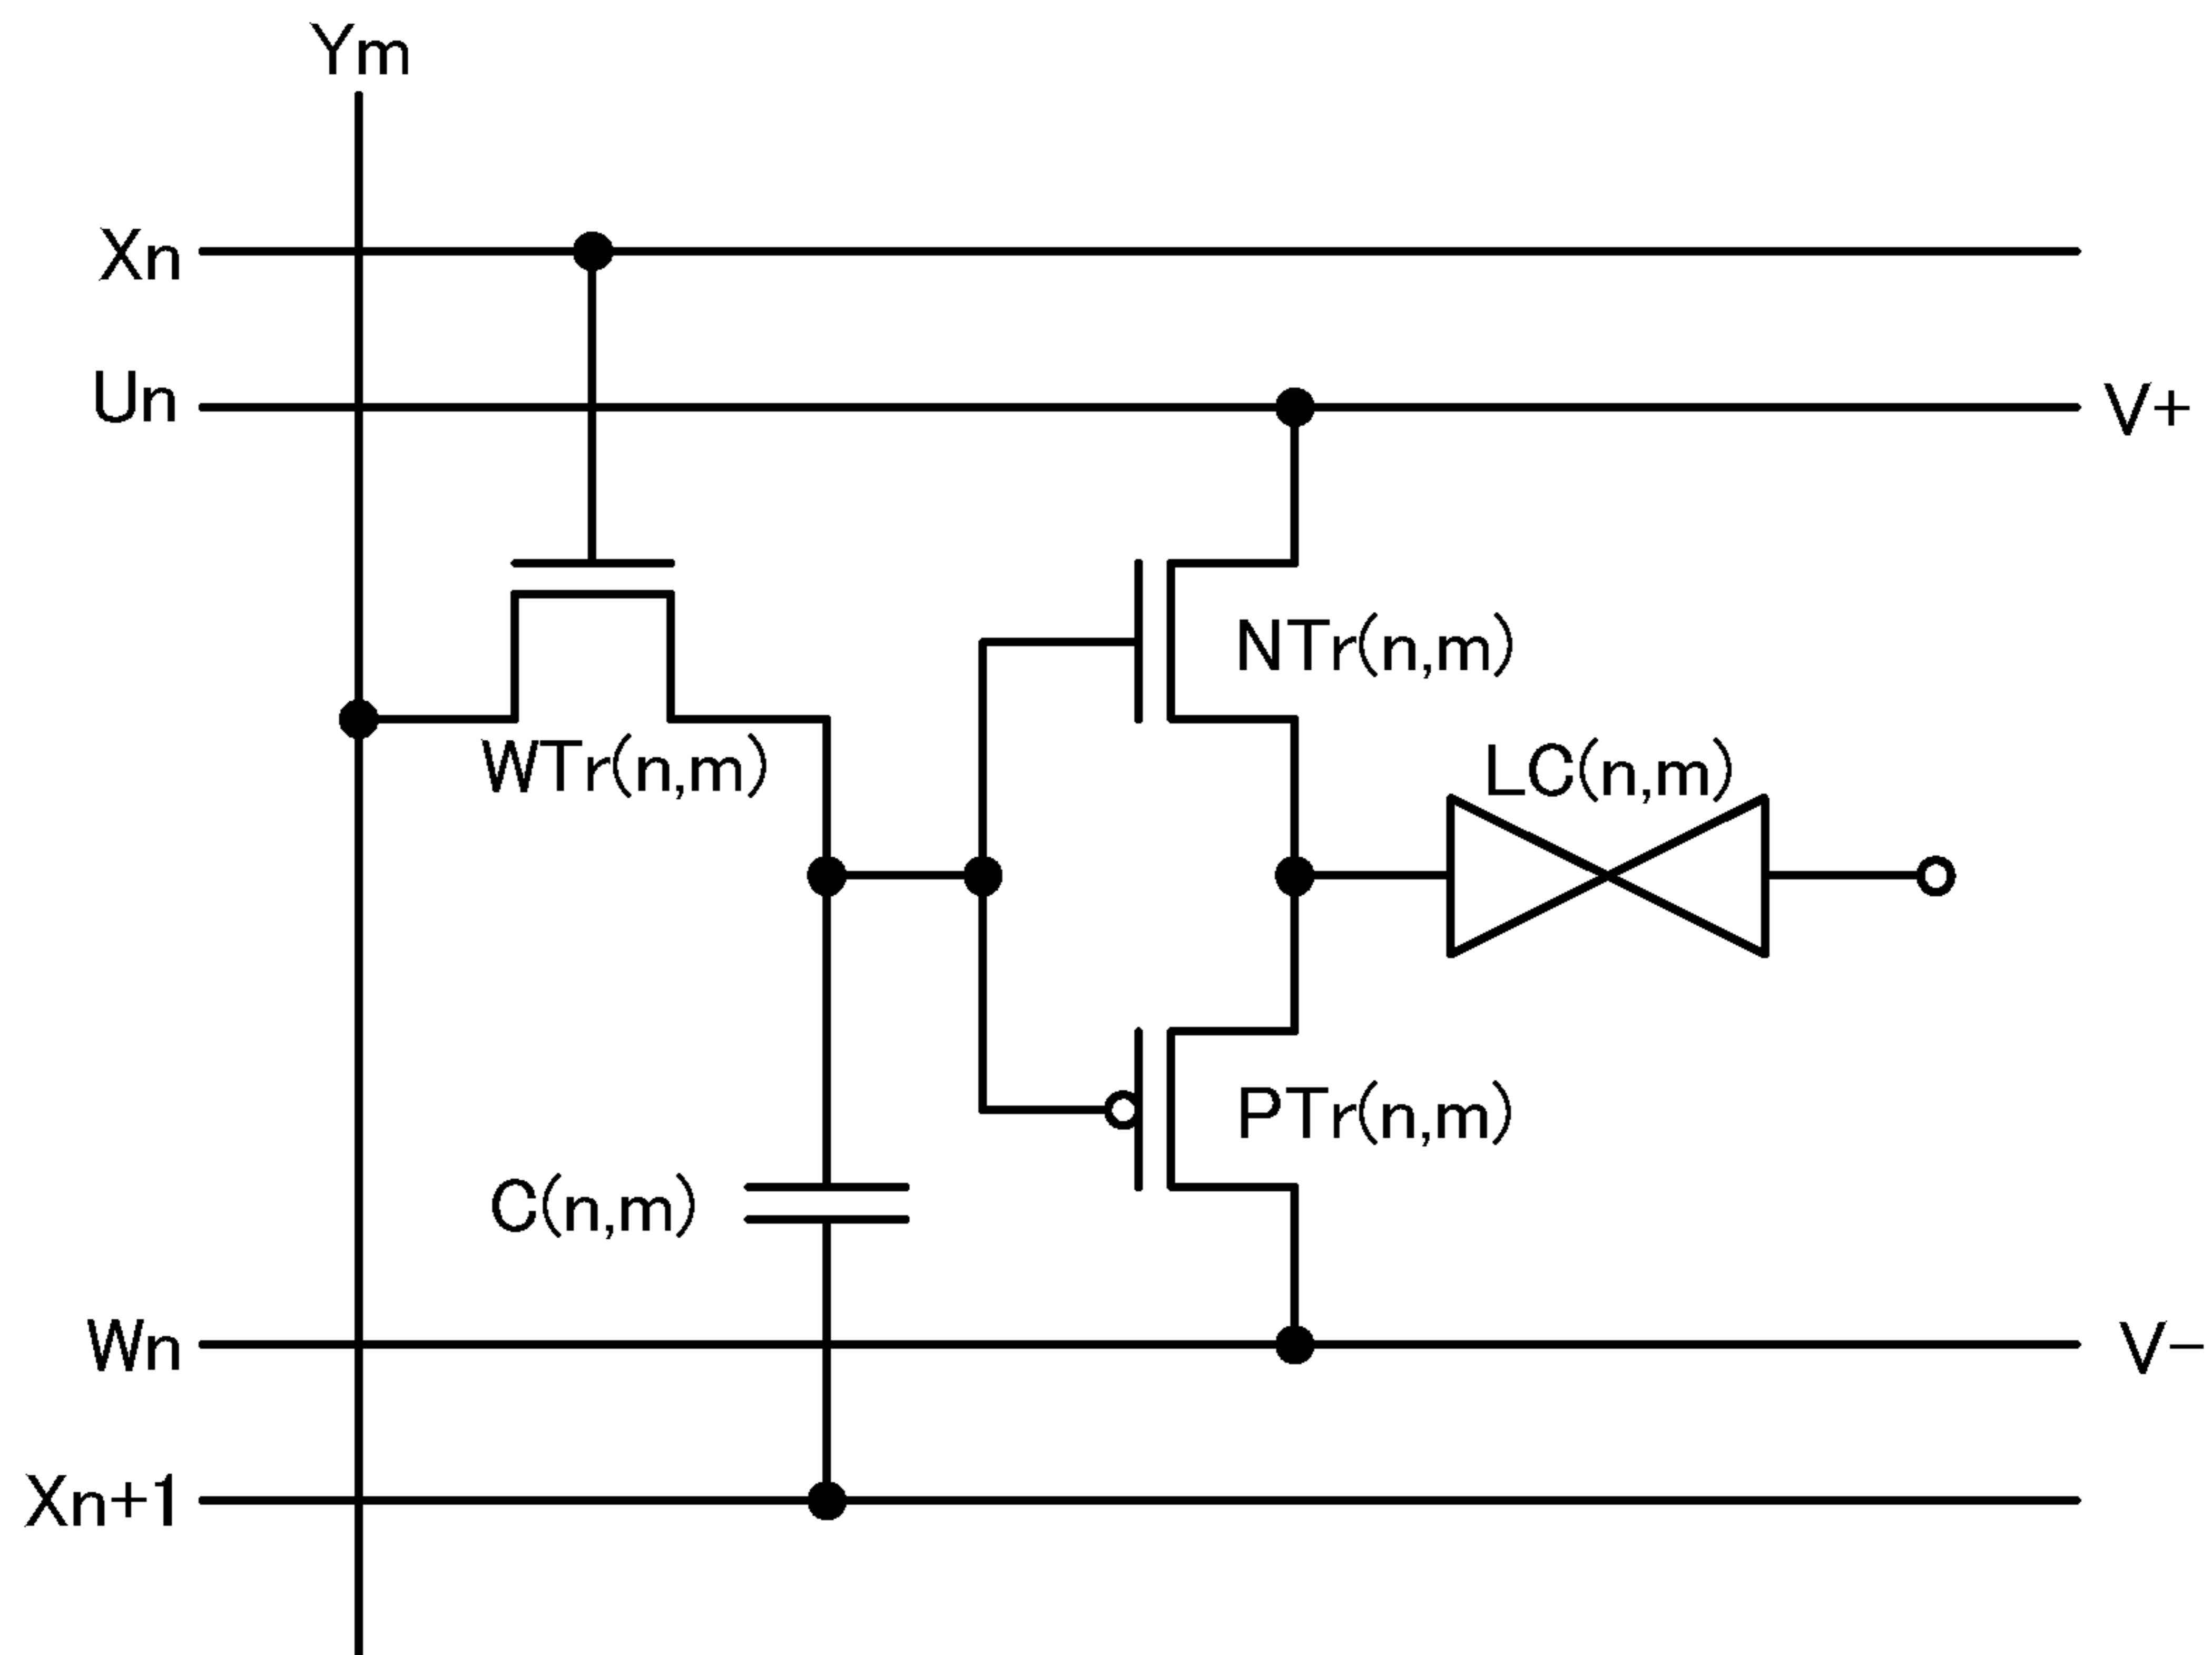 Ym
Xn
Un
V+
NTr(n,m)
WTr(n,m)
LC(n,m)
PTr(n,m)
C(n,m)
Wn
V−
Xn+1